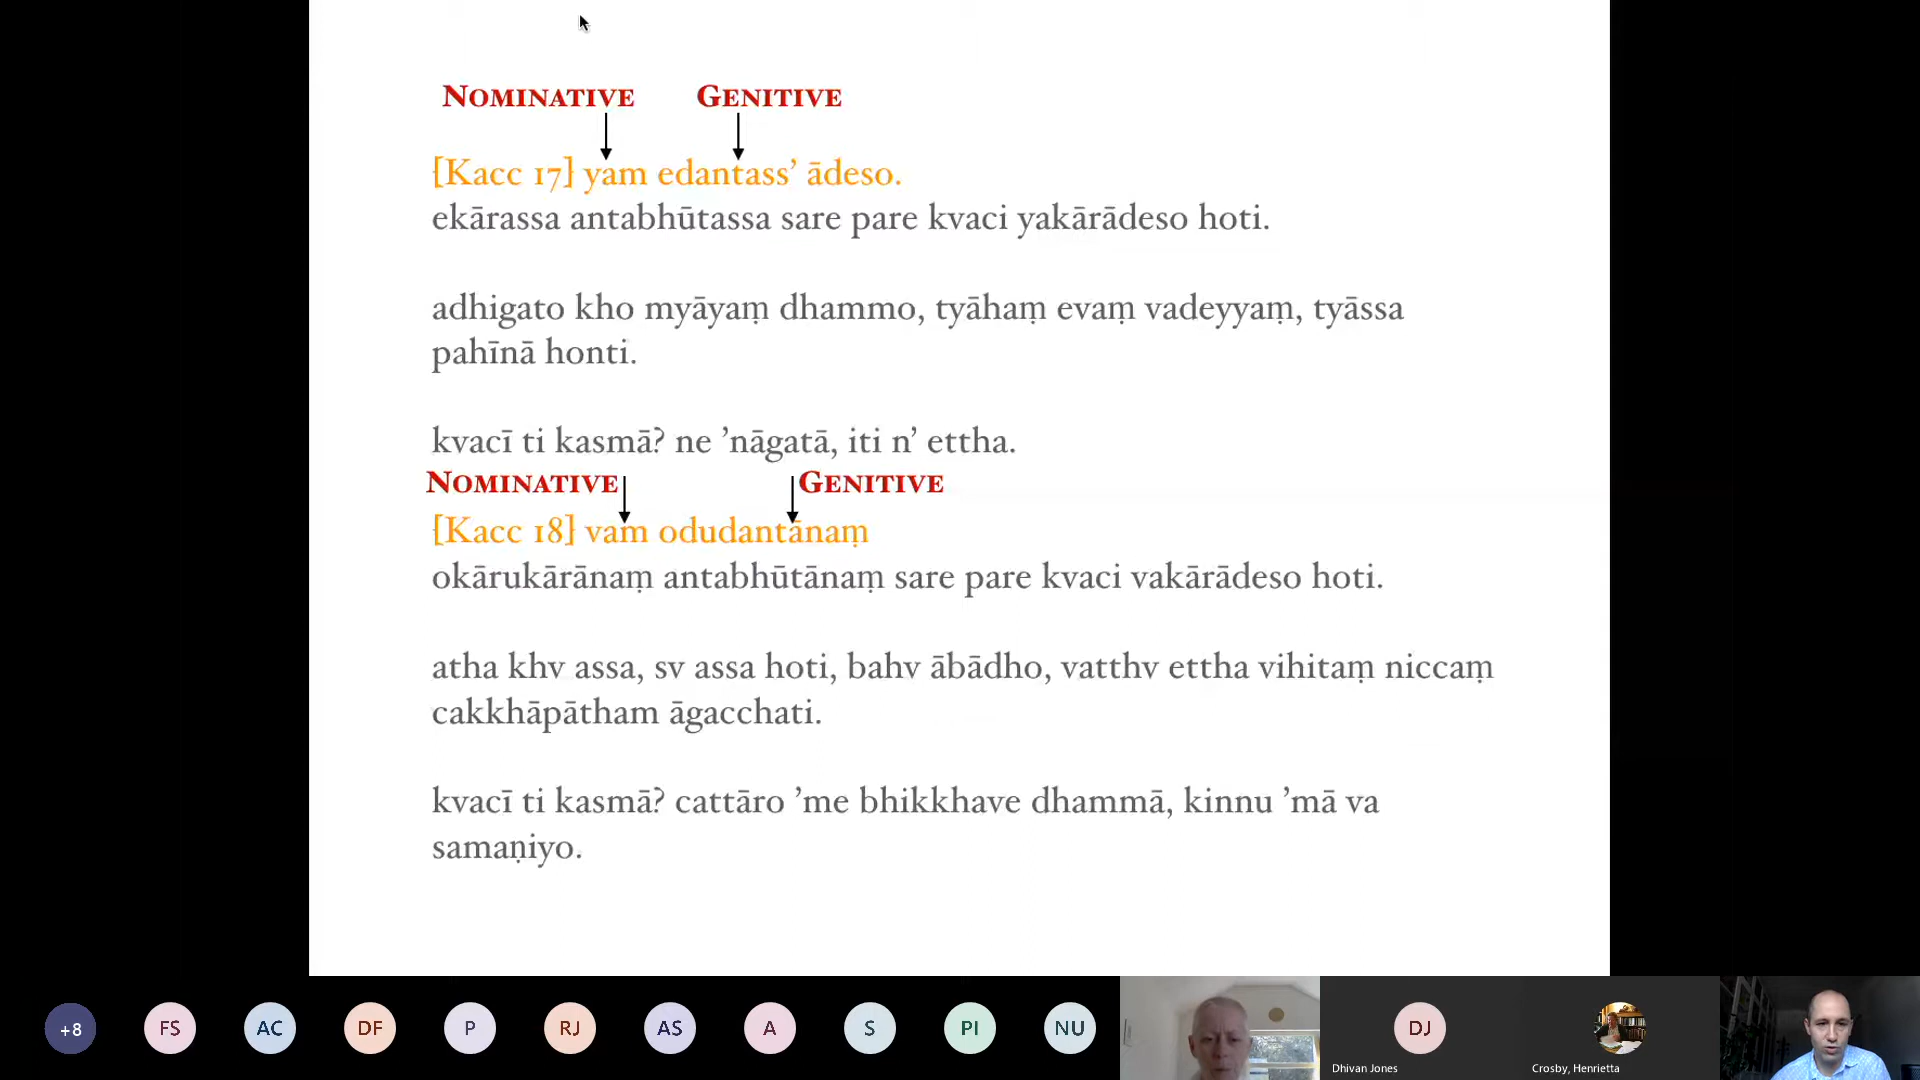 NOMINATIVE GENITIVE
[Kacc 17] yam edantass’ ādeso.
ekārassa antabhūtassa sare pare kvaci yakārādeso hoti.
adhigato kho myāyaṃ dhammo, tyāhaṃ evaṃ vadeyyaṃ, tyāssa
pahīnā honti.
kvacī ti kasmā? ne ’nāgatā, iti n’ ettha.
NOMINATIVE GENITIVE
[Kacc 18] vam odudantānaṃ
okārukārānaṃ antabhūtānaṃ sare pare kvaci vakārādeso hoti.
atha khv assa, sv assa hoti, bahv ābādho, vatthv ettha vihitaṃ niccaṃ
cakkhāpātham āgacchati.
kvacī ti kasmā? cattāro ’me bhikkhave dhammā, kinnu ’mā va
samaṇiyo.
+8 FS AC DF P RJ AS A S PI NU DJ
Dhivan Jones Crosby, Henrietta